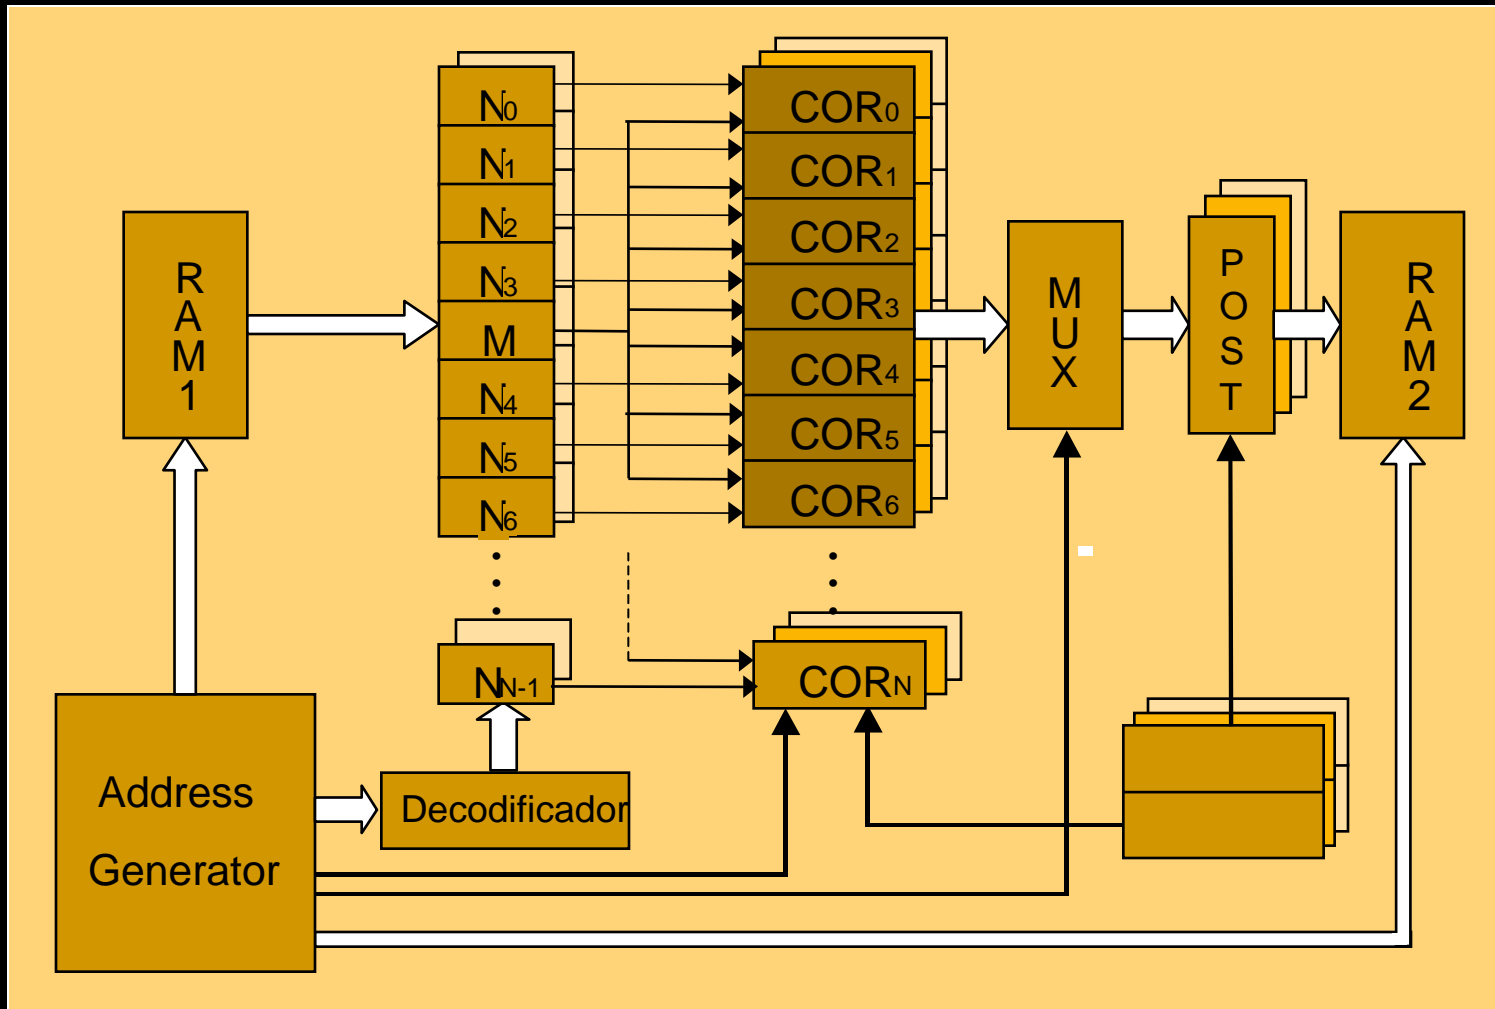 RAM1
N0
N1
N2
N3
M
N4
N5
N6
NN-1
COR0
COR1
COR2
COR3
COR4
COR5
COR6
CORN
MUX
POST
RAM2
Address
Generator
Decodificador